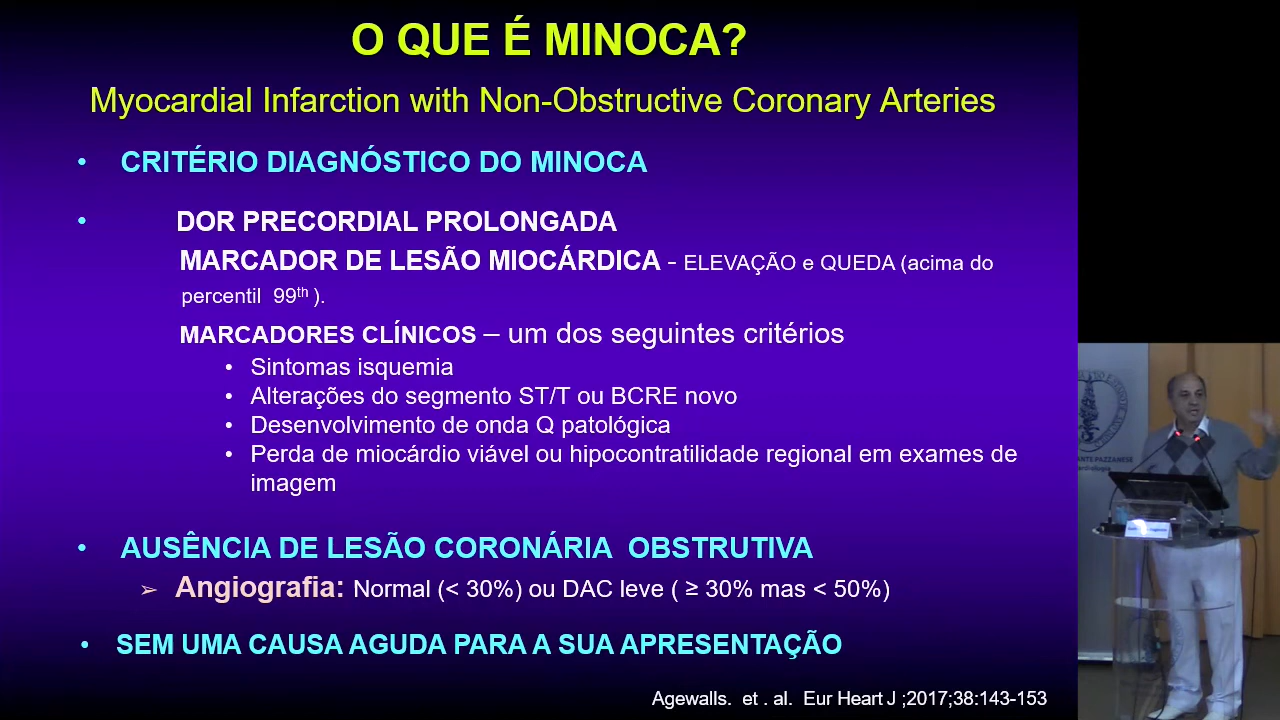 O QUE É MINOCA?
Myocardial Infarction with Non-Obstructive Coronary Arteries
• CRITÉRIO DIAGNÓSTICO DO MINOCA
• DOR PRECORDIAL PROLONGADA
MARCADOR DE LESÃO MIOCÁRDICA - ELEVAÇÃO e QUEDA (acima do
percentil 99th ).
MARCADORES CLÍNICOS – um dos seguintes critérios
• Sintomas isquemia
• Alterações do segmento ST/T ou BCRE novo
• Desenvolvimento de onda Q patológica
• Perda de miocárdio viável ou hipocontratilidade regional em exames de
imagem
• AUSÊNCIA DE LESÃO CORONÁRIA OBSTRUTIVA
➢ Angiografia: Normal (< 30%) ou DAC leve ( ≥ 30% mas < 50%)
• SEM UMA CAUSA AGUDA PARA A SUA APRESENTAÇÃO
Agewalls. et . al. Eur Heart J ;2017;38:143-153
ANTE PAZZANESE